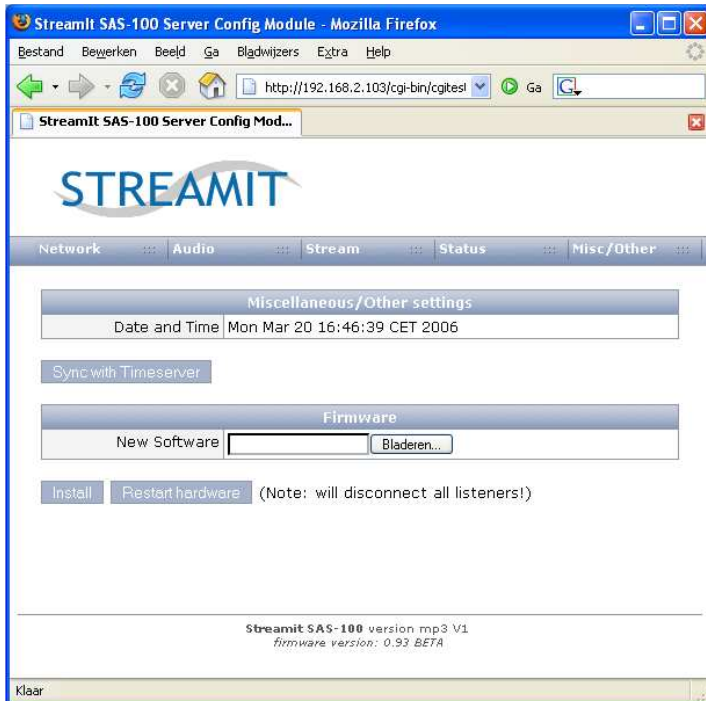 StreamIt SAS-100 Server Config Module - Mozilla Firefox
Bestand Bewerken Beeld Ga Bladwijzers Extra Help
http://192.168.2.103/cgi-bin/cgitest Ga G
StreamIt SAS-100 Server Config Mod...
STREAMIT
Network Audio Stream Status Misc/Other
Miscellaneous/Other settings
Date and Time Mon Mar 20 16:46:39 CET 2006
Sync with Timeserver
Firmware
New Software Bladeren...
Install Restart hardware (Note: will disconnect all listeners!)
Streamit SAS-100 version mp3 V1
firmware version: 0.93 BETA
Klaar